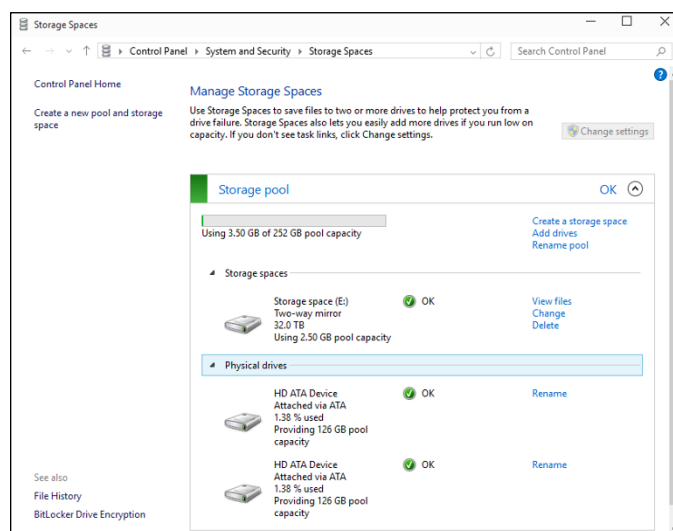 Storage Spaces
Control Panel
System and Security
Storage Spaces
Search Control Panel
Control Panel Home
Create a new pool and storage
space
Manage Storage Spaces
Use Storage Spaces to save files to two or more drives to help protect you from a
drive failure. Storage Spaces also lets you easily add more drives if you run low on
capacity. If you don't see task links, click Change settings.
Change settings
Storage pool
OK
Using 3.50 GB of 252 GB pool capacity
Create a storage space
Add drives
Rename pool
Storage spaces
Storage space (E:)
Two-way mirror
32.0 TB
Using 2.50 GB pool capacity
OK
View files
Change
Delete
Physical drives
HD ATA Device
Attached via ATA
1.38 % used
Providing 126 GB pool
capacity
OK
Rename
HD ATA Device
Attached via ATA
1.38 % used
Providing 126 GB pool
capacity
OK
Rename
See also
File History
BitLocker Drive Encryption